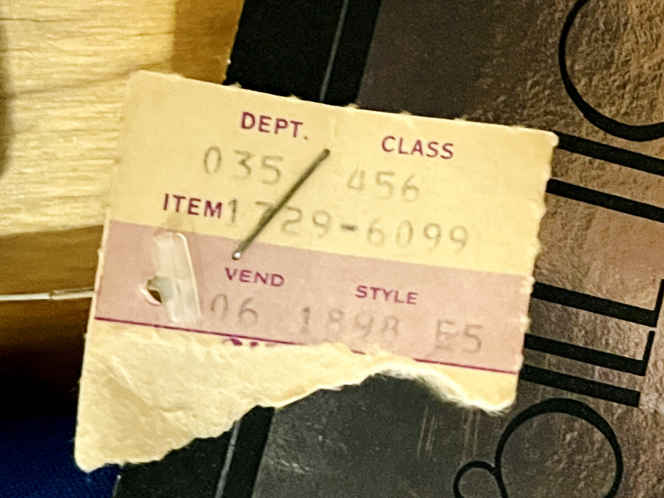 DEPT. CLASS
035 456
ITEM 1729-6099
VEND STYLE
06 1898 E5